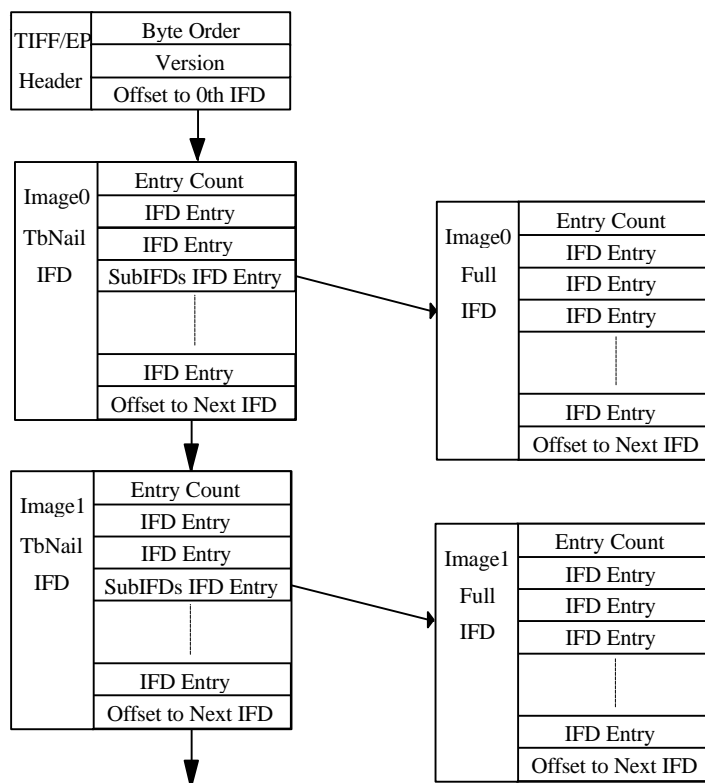 TIFF/EP
Header
Byte Order
Version
Offset to 0th IFD
Image0
TbNail
IFD
Entry Count
IFD Entry
IFD Entry
SubIFDs IFD Entry
IFD Entry
Offset to Next IFD
Image0
Full
IFD
Entry Count
IFD Entry
IFD Entry
IFD Entry
IFD Entry
Offset to Next IFD
Image1
TbNail
IFD
Entry Count
IFD Entry
IFD Entry
SubIFDs IFD Entry
IFD Entry
Offset to Next IFD
Image1
Full
IFD
Entry Count
IFD Entry
IFD Entry
IFD Entry
IFD Entry
Offset to Next IFD